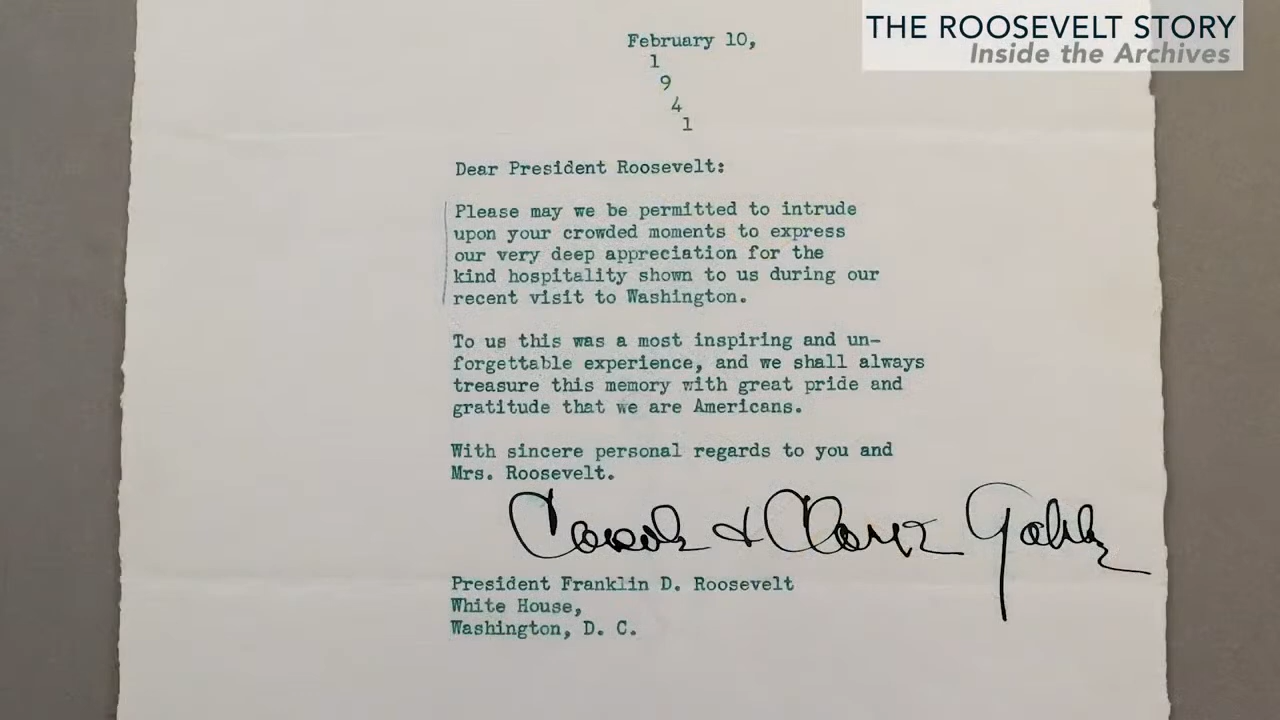 THE ROOSEVELT STORY
Inside the Archives
February 10,
1
9
4
1
Dear President Roosevelt:
Please may we be permitted to intrude
upon your crowded moments to express
our very deep appreciation for the
kind hospitality shown to us during our
recent visit to Washington.
To us this was a most inspiring and un-
forgettable experience, and we shall always
treasure this memory with great pride and
gratitude that we are Americans.
With sincere personal regards to you and
Mrs. Roosevelt.
Carole & Clark Gable
President Franklin D. Roosevelt
White House,
Washington, D. C.